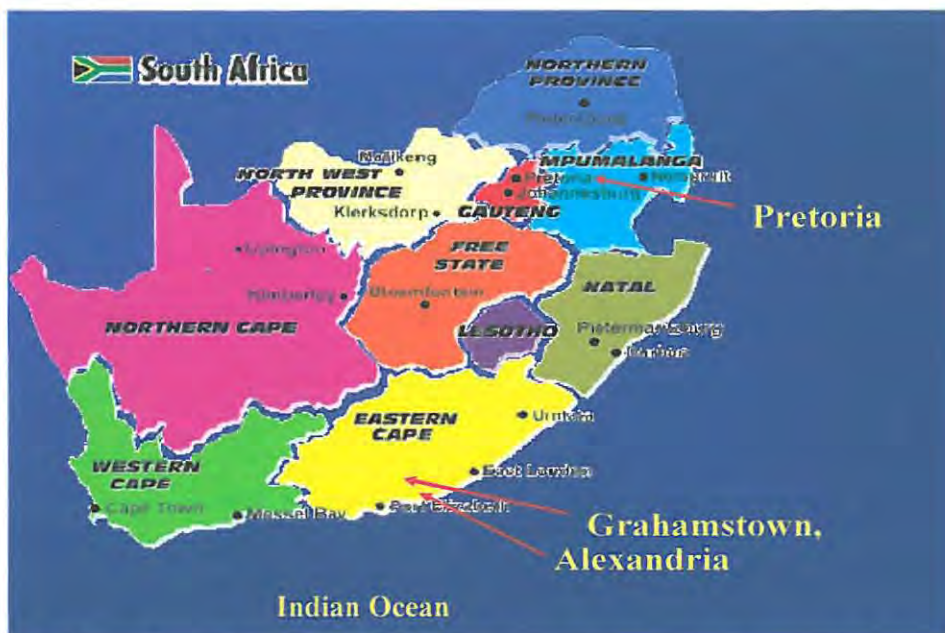 South Africa
NORTHERN
PROVINCE
Pietersburg
Mafikeng
NORTH WEST
PROVINCE
Klerksdorp
MPUMALANGA
Nelspruit
Pretoria
Johannesburg
GAUTENG
Pretoria
Upington
Kimberley
NORTHERN CAPE
FREE
STATE
Bloemfontein
LESOTHO
NATAL
Pietermaritzburg
Durban
EASTERN
CAPE
Umtata
East London
Port Elizabeth
WESTERN
CAPE
Cape Town
Mossel Bay
Grahamstown,
Alexandria
Indian Ocean